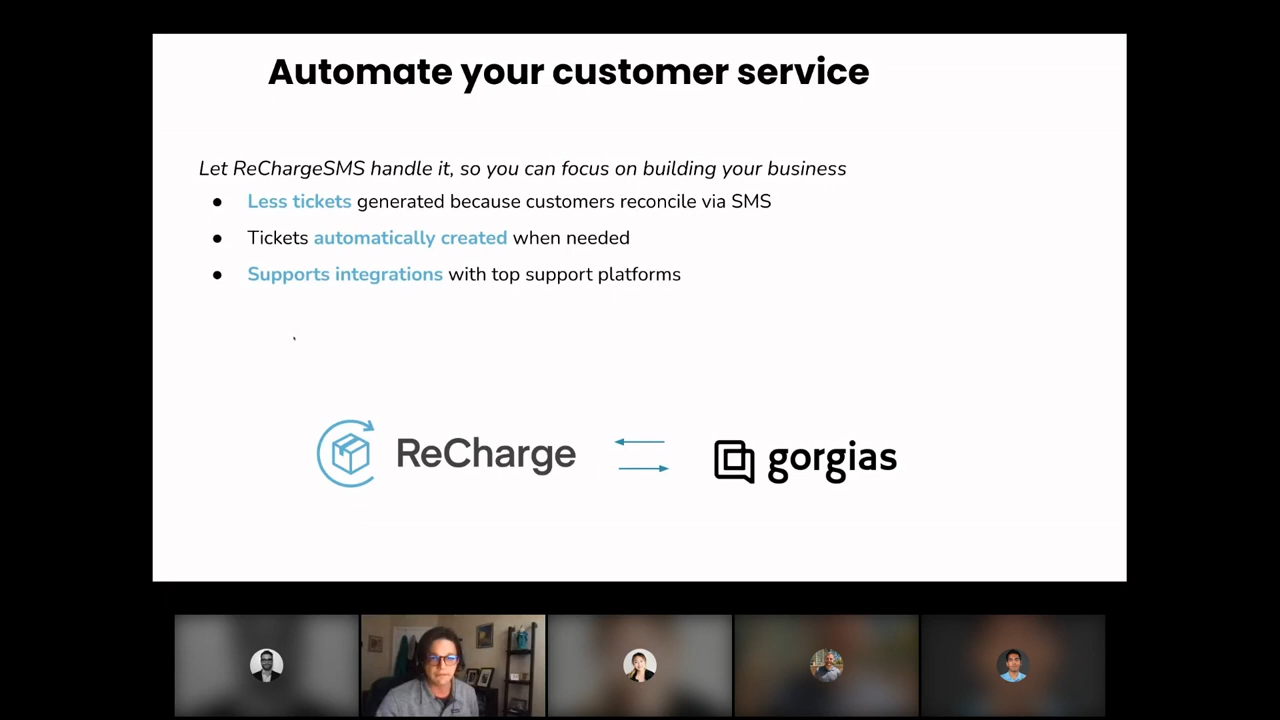 Automate your customer service
Let ReChargeSMS handle it, so you can focus on building your business
● Less tickets generated because customers reconcile via SMS
● Tickets automatically created when needed
● Supports integrations with top support platforms
ReCharge
gorgias